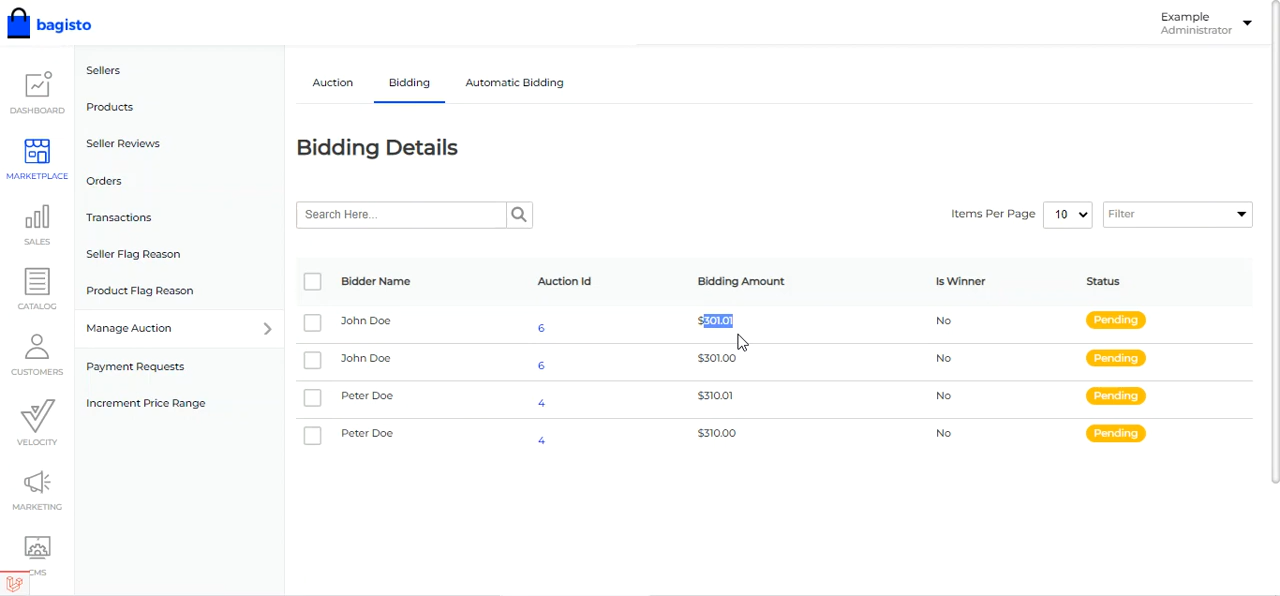 bagisto
Example
Administrator
DASHBOARD
MARKETPLACE
SALES
CATALOG
CUSTOMERS
VELOCITY
MARKETING
CMS
Sellers
Products
Seller Reviews
Orders
Transactions
Seller Flag Reason
Product Flag Reason
Manage Auction
Payment Requests
Increment Price Range
Auction Bidding Automatic Bidding
Bidding Details
Search Here... Items Per Page 10 Filter
Bidder Name Auction Id Bidding Amount Is Winner Status
John Doe 6 $301.01 No Pending
John Doe 6 $301.00 No Pending
Peter Doe 4 $310.01 No Pending
Peter Doe 4 $310.00 No Pending